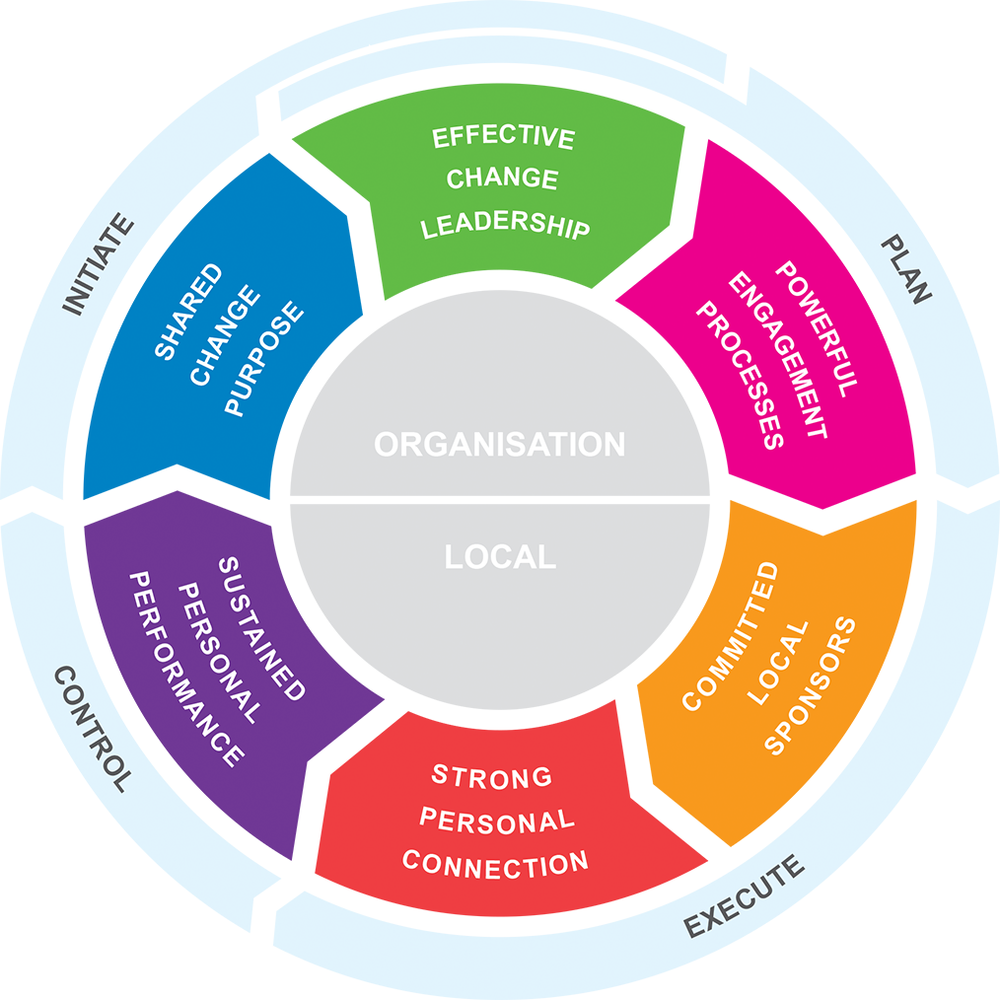 INITIATE
PLAN
EXECUTE
CONTROL
EFFECTIVE
CHANGE
LEADERSHIP
POWERFUL
ENGAGEMENT
PROCESSES
COMMITTED
LOCAL
SPONSORS
STRONG
PERSONAL
CONNECTION
SUSTAINED
PERSONAL
PERFORMANCE
SHARED
CHANGE
PURPOSE
ORGANISATION
LOCAL